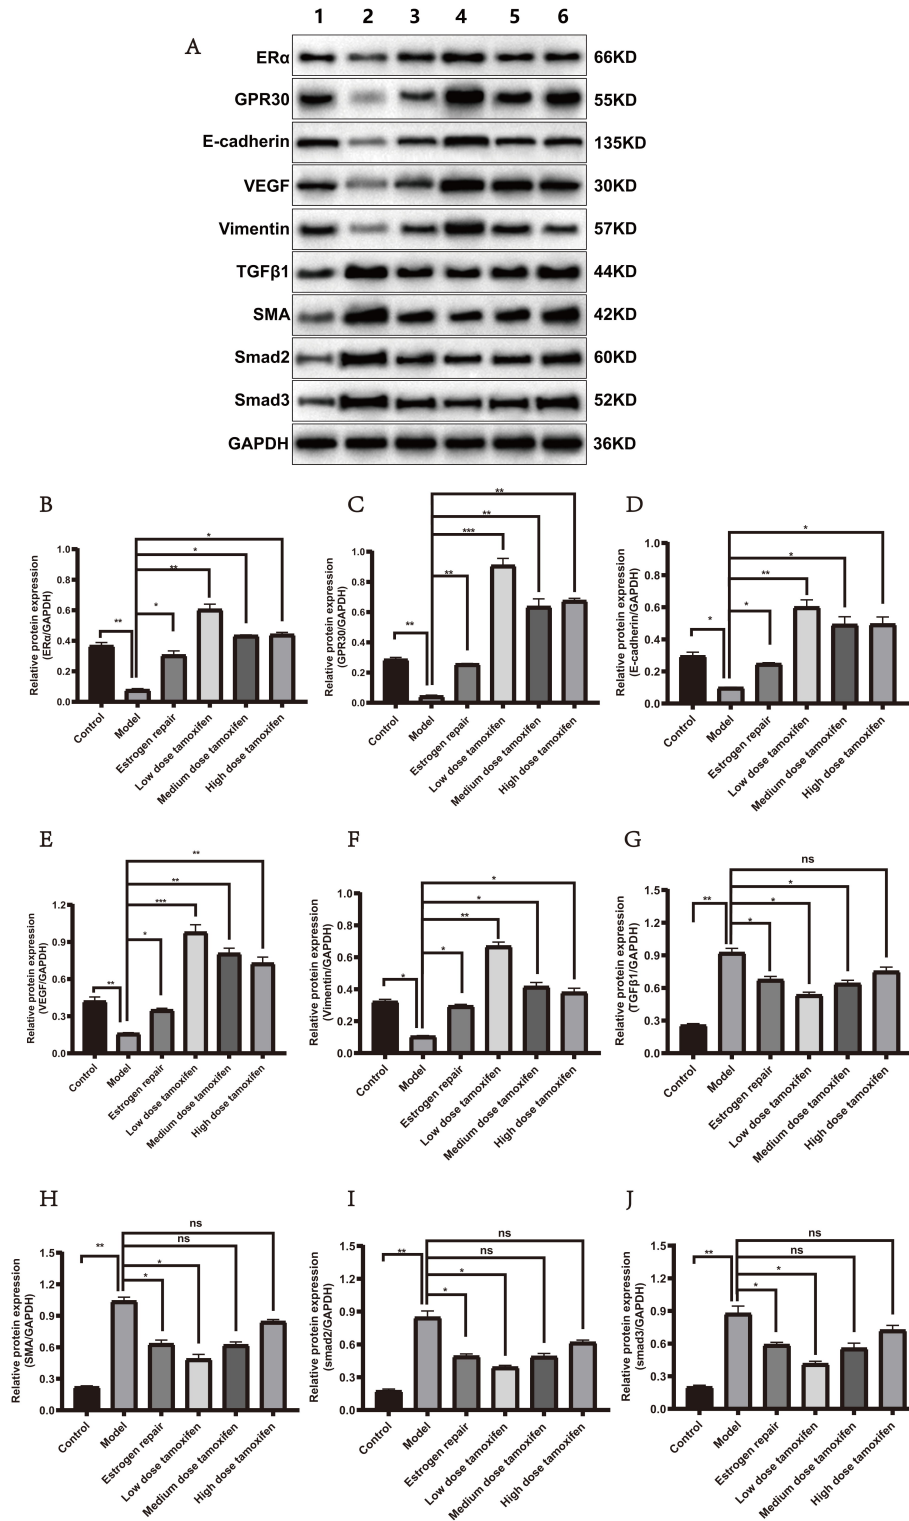 1 2 3 4 5 6
A
ERα 66KD
GPR30 55KD
E-cadherin 135KD
VEGF 30KD
Vimentin 57KD
TGFβ1 44KD
SMA 42KD
Smad2 60KD
Smad3 52KD
GAPDH 36KD
B
Relative protein expression
(ERα/GAPDH)
1.0
0.8
0.6
0.4
0.2
0.0
**
*
**
*
*
Control
Model
Estrogen repair
Low dose tamoxifen
Medium dose tamoxifen
High dose tamoxifen
C
Relative protein expression
(GPR30/GAPDH)
1.0
0.8
0.6
0.4
0.2
0.0
**
**
***
**
**
Control
Model
Estrogen repair
Low dose tamoxifen
Medium dose tamoxifen
High dose tamoxifen
D
Relative protein expression
(E-cadherin/GAPDH)
1.0
0.8
0.6
0.4
0.2
0.0
*
*
**
*
*
Control
Model
Estrogen repair
Low dose tamoxifen
Medium dose tamoxifen
High dose tamoxifen
E
Relative protein expression
(VEGF/GAPDH)
1.2
0.9
0.6
0.3
0.0
**
*
***
**
**
Control
Model
Estrogen repair
Low dose tamoxifen
Medium dose tamoxifen
High dose tamoxifen
F
Relative protein expression
(Vimentin/GAPDH)
1.0
0.8
0.6
0.4
0.2
0.0
*
*
**
*
*
Control
Model
Estrogen repair
Low dose tamoxifen
Medium dose tamoxifen
High dose tamoxifen
G
Relative protein expression
(TGFβ1/GAPDH)
1.5
1.2
0.9
0.6
0.3
0.0
**
*
*
*
ns
Control
Model
Estrogen repair
Low dose tamoxifen
Medium dose tamoxifen
High dose tamoxifen
H
Relative protein expression
(SMA/GAPDH)
1.5
1.2
0.9
0.6
0.3
0.0
**
*
*
ns
ns
Control
Model
Estrogen repair
Low dose tamoxifen
Medium dose tamoxifen
High dose tamoxifen
I
Relative protein expression
(smad2/GAPDH)
1.5
1.2
0.9
0.6
0.3
0.0
**
*
*
ns
ns
Control
Model
Estrogen repair
Low dose tamoxifen
Medium dose tamoxifen
High dose tamoxifen
J
Relative protein expression
(smad3/GAPDH)
1.5
1.2
0.9
0.6
0.3
0.0
**
*
*
ns
ns
Control
Model
Estrogen repair
Low dose tamoxifen
Medium dose tamoxifen
High dose tamoxifen